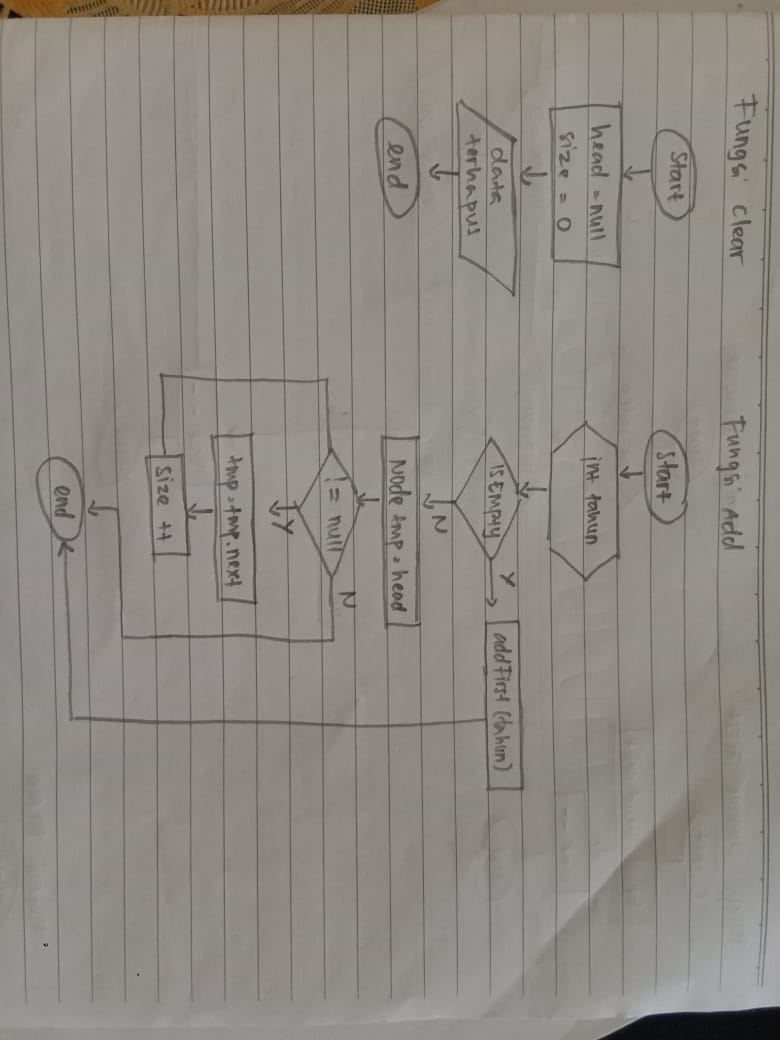 Fungsi Clear
Start
head = null
size = 0
data
terhapus
end
Fungsi Add
Start
int tahun
IsEmpty
Y
addFirst (tahun)
N
Node tmp = head
!= null
N
Y
tmp = tmp.next
size ++
end